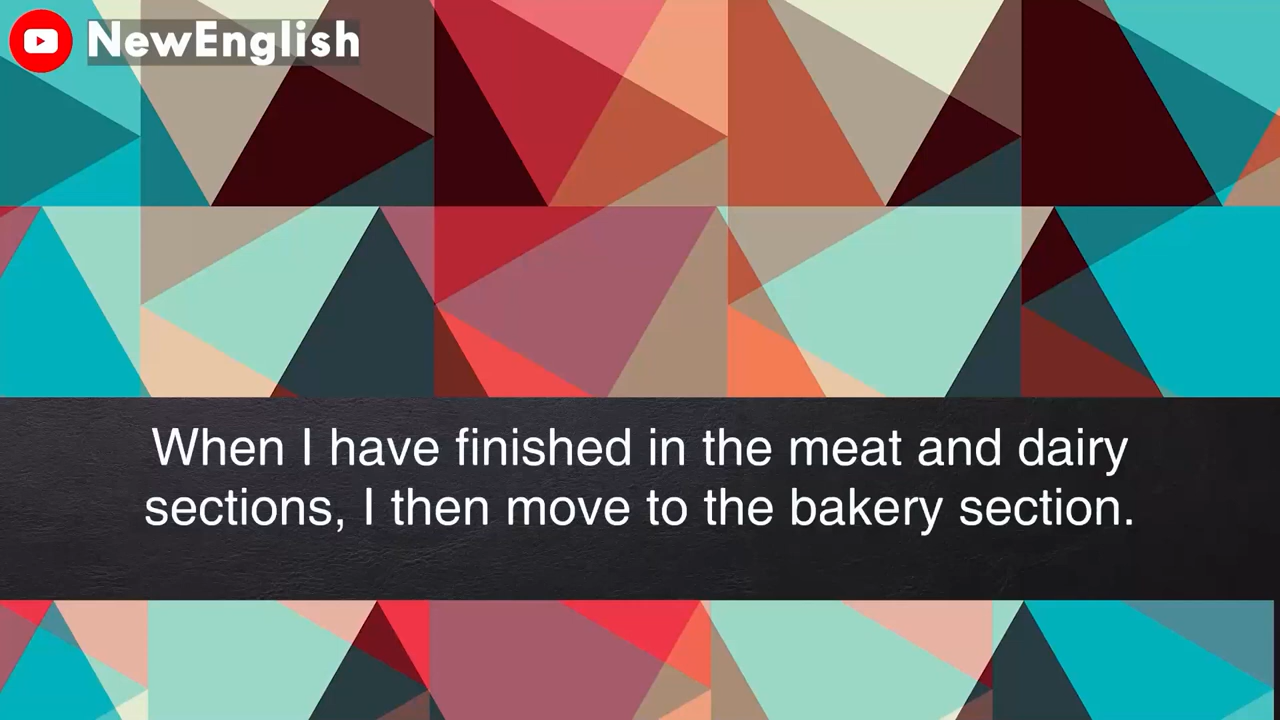 NewEnglish
When I have finished in the meat and dairy
sections, I then move to the bakery section.